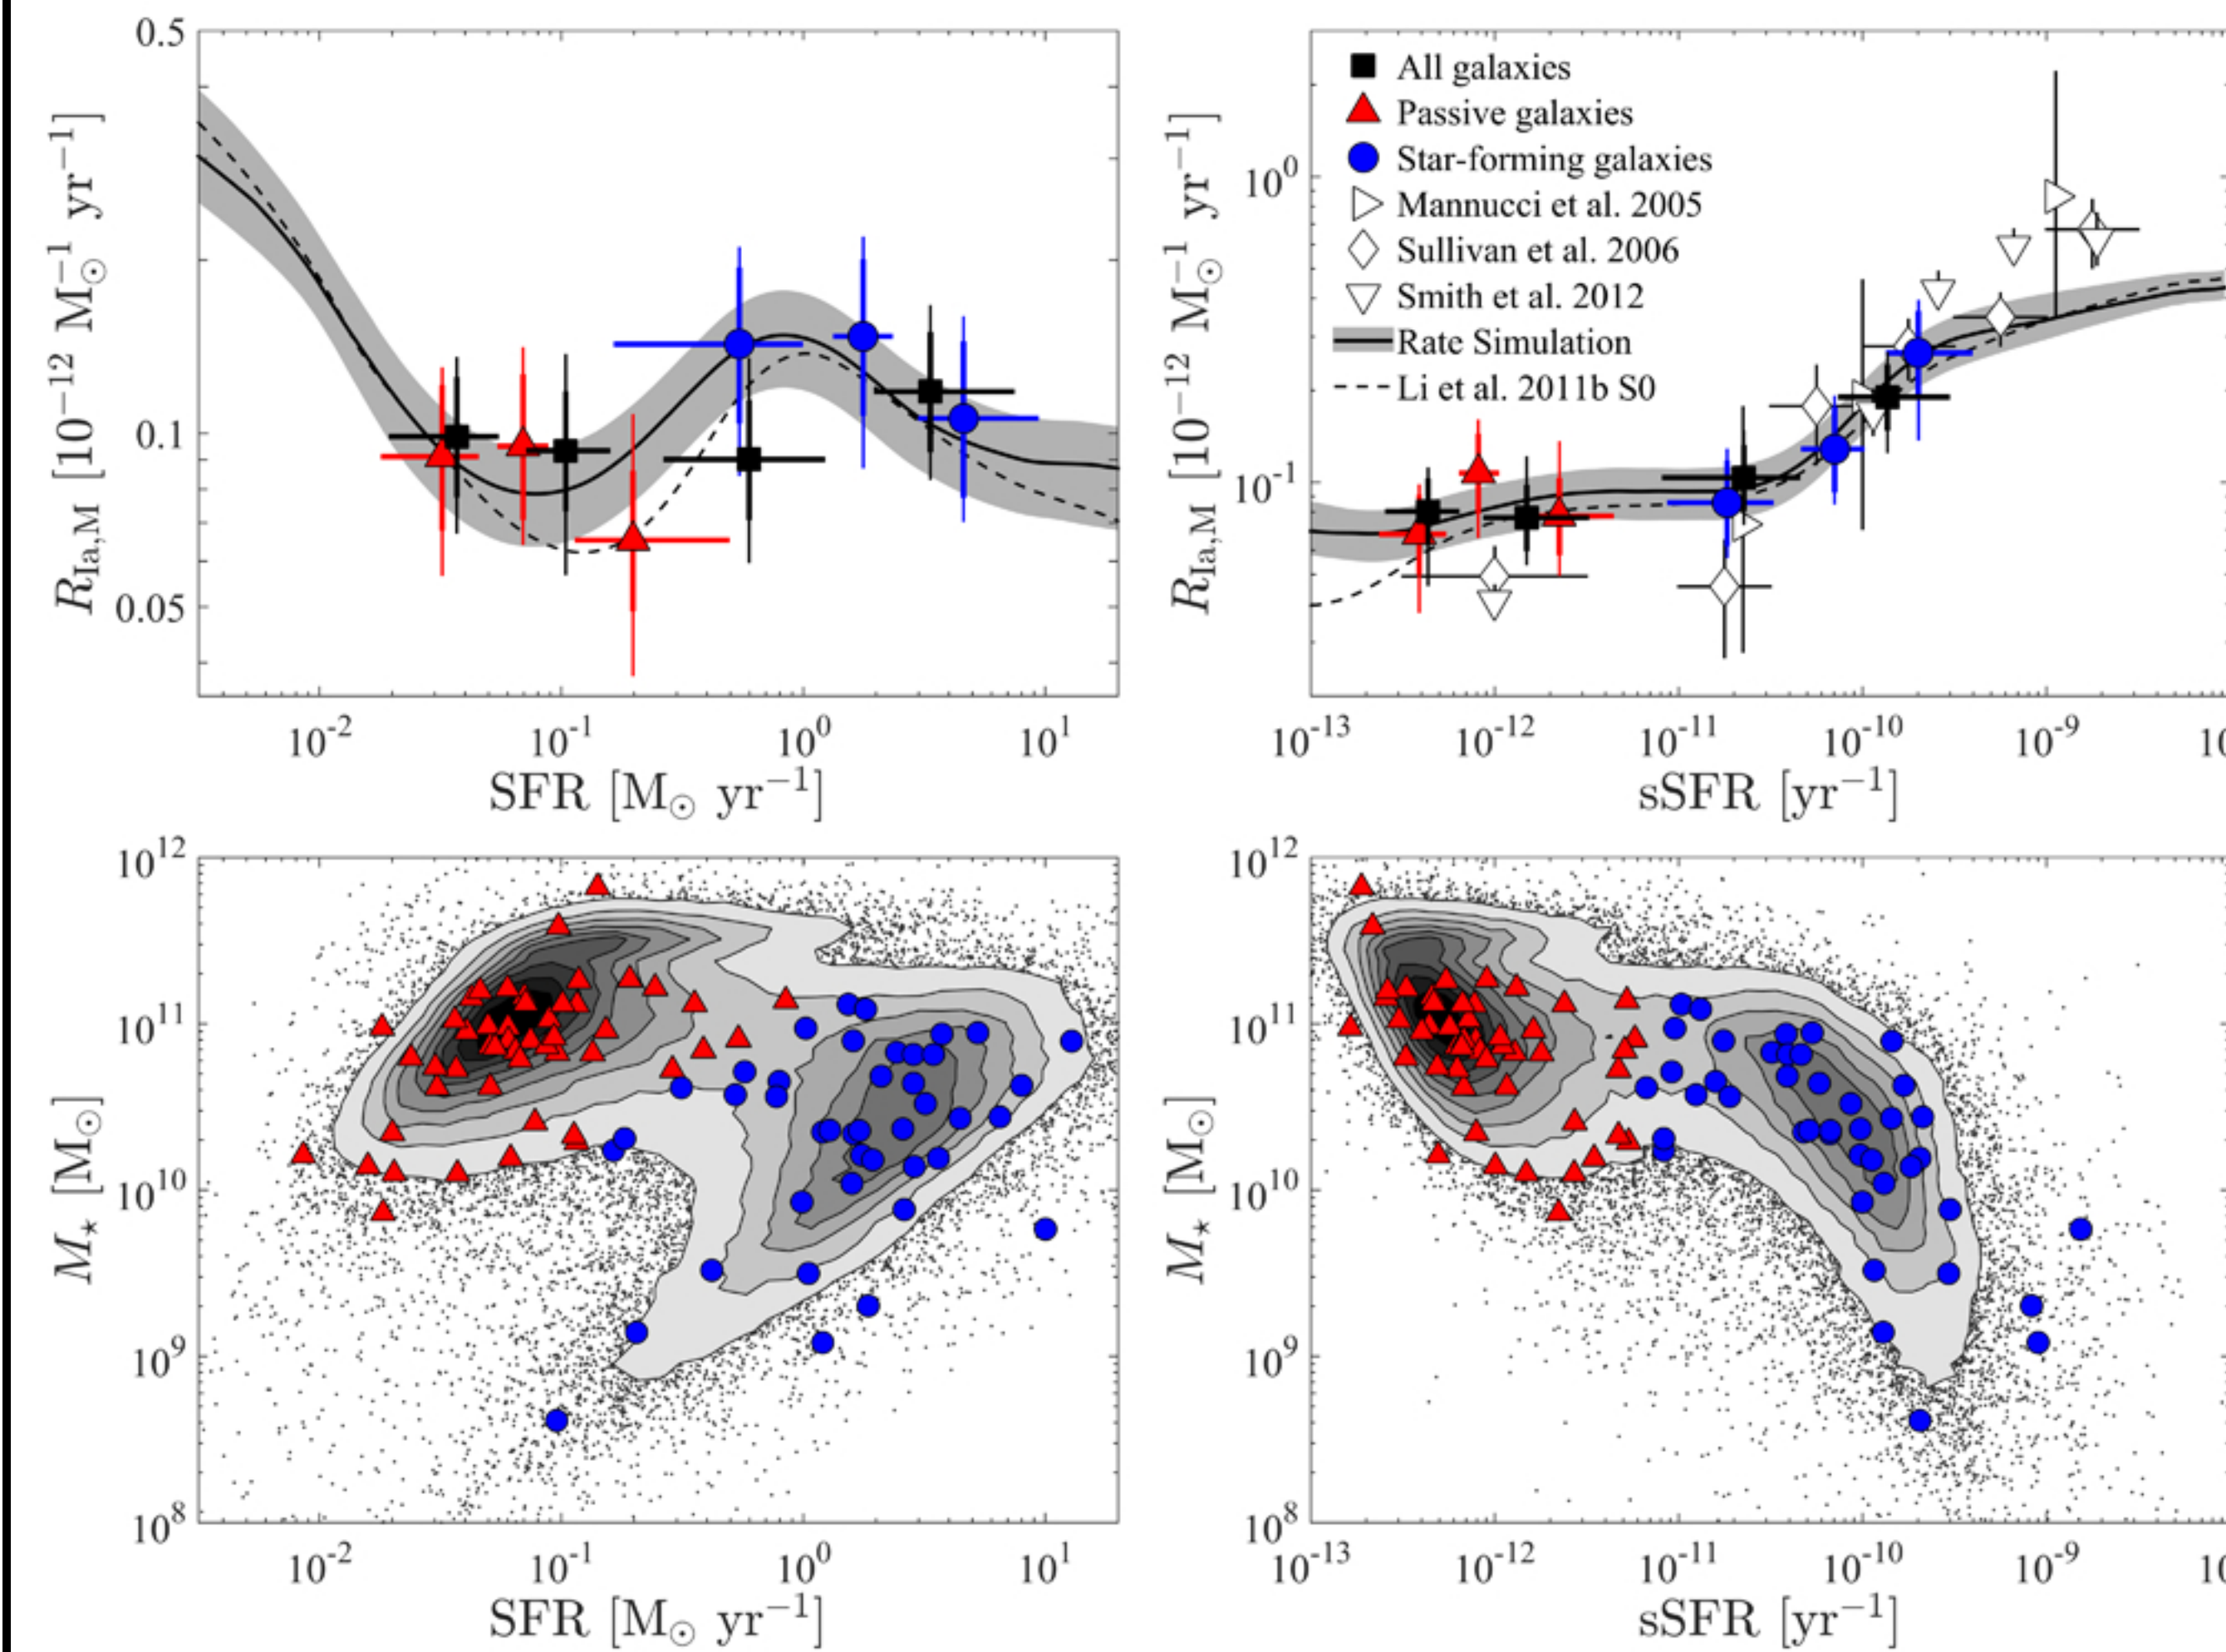 0.5
0.1
0.05
R_Ia,M [10^−12 M_⊙^−1 yr^−1]
10^-2 10^-1 10^0 10^1
SFR [M_⊙ yr^−1]
All galaxies
Passive galaxies
Star-forming galaxies
Mannucci et al. 2005
Sullivan et al. 2006
Smith et al. 2012
Rate Simulation
Li et al. 2011b S0
10^0
10^-1
R_Ia,M [10^−12 M_⊙^−1 yr^−1]
10^-13 10^-12 10^-11 10^-10 10^-9
sSFR [yr^−1]
10^12
10^11
10^10
10^9
10^8
M_⋆ [M_⊙]
10^-2 10^-1 10^0 10^1
SFR [M_⊙ yr^−1]
10^12
10^11
10^10
10^9
10^8
M_⋆ [M_⊙]
10^-13 10^-12 10^-11 10^-10 10^-9
sSFR [yr^−1]